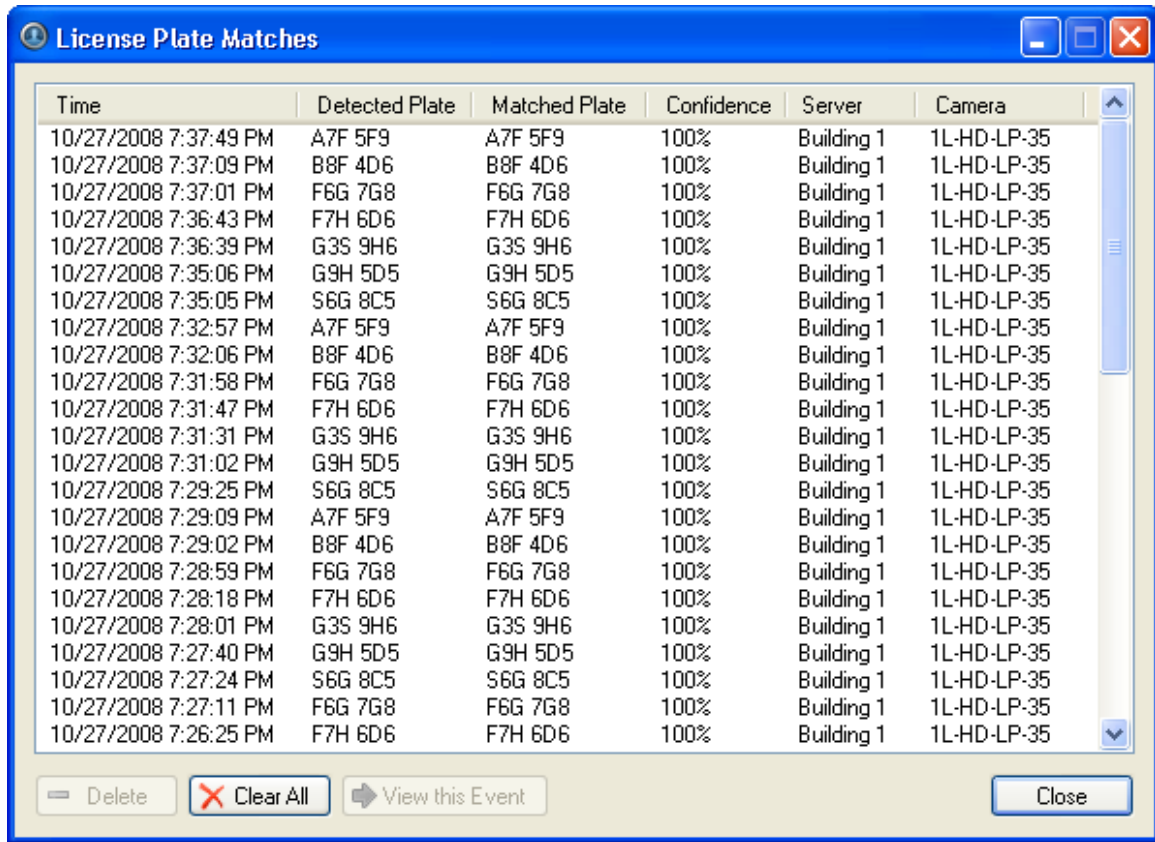 License Plate Matches
Time Detected Plate Matched Plate Confidence Server Camera
10/27/2008 7:37:49 PM A7F 5F9 A7F 5F9 100% Building 1 1L-HD-LP-35
10/27/2008 7:37:09 PM B8F 4D6 B8F 4D6 100% Building 1 1L-HD-LP-35
10/27/2008 7:37:01 PM F6G 7G8 F6G 7G8 100% Building 1 1L-HD-LP-35
10/27/2008 7:36:43 PM F7H 6D6 F7H 6D6 100% Building 1 1L-HD-LP-35
10/27/2008 7:36:39 PM G3S 9H6 G3S 9H6 100% Building 1 1L-HD-LP-35
10/27/2008 7:35:06 PM G9H 5D5 G9H 5D5 100% Building 1 1L-HD-LP-35
10/27/2008 7:35:05 PM S6G 8C5 S6G 8C5 100% Building 1 1L-HD-LP-35
10/27/2008 7:32:57 PM A7F 5F9 A7F 5F9 100% Building 1 1L-HD-LP-35
10/27/2008 7:32:06 PM B8F 4D6 B8F 4D6 100% Building 1 1L-HD-LP-35
10/27/2008 7:31:58 PM F6G 7G8 F6G 7G8 100% Building 1 1L-HD-LP-35
10/27/2008 7:31:47 PM F7H 6D6 F7H 6D6 100% Building 1 1L-HD-LP-35
10/27/2008 7:31:31 PM G3S 9H6 G3S 9H6 100% Building 1 1L-HD-LP-35
10/27/2008 7:31:02 PM G9H 5D5 G9H 5D5 100% Building 1 1L-HD-LP-35
10/27/2008 7:29:25 PM S6G 8C5 S6G 8C5 100% Building 1 1L-HD-LP-35
10/27/2008 7:29:09 PM A7F 5F9 A7F 5F9 100% Building 1 1L-HD-LP-35
10/27/2008 7:29:02 PM B8F 4D6 B8F 4D6 100% Building 1 1L-HD-LP-35
10/27/2008 7:28:59 PM F6G 7G8 F6G 7G8 100% Building 1 1L-HD-LP-35
10/27/2008 7:28:18 PM F7H 6D6 F7H 6D6 100% Building 1 1L-HD-LP-35
10/27/2008 7:28:01 PM G3S 9H6 G3S 9H6 100% Building 1 1L-HD-LP-35
10/27/2008 7:27:40 PM G9H 5D5 G9H 5D5 100% Building 1 1L-HD-LP-35
10/27/2008 7:27:24 PM S6G 8C5 S6G 8C5 100% Building 1 1L-HD-LP-35
10/27/2008 7:27:11 PM F6G 7G8 F6G 7G8 100% Building 1 1L-HD-LP-35
10/27/2008 7:26:25 PM F7H 6D6 F7H 6D6 100% Building 1 1L-HD-LP-35
Delete Clear All View this Event Close